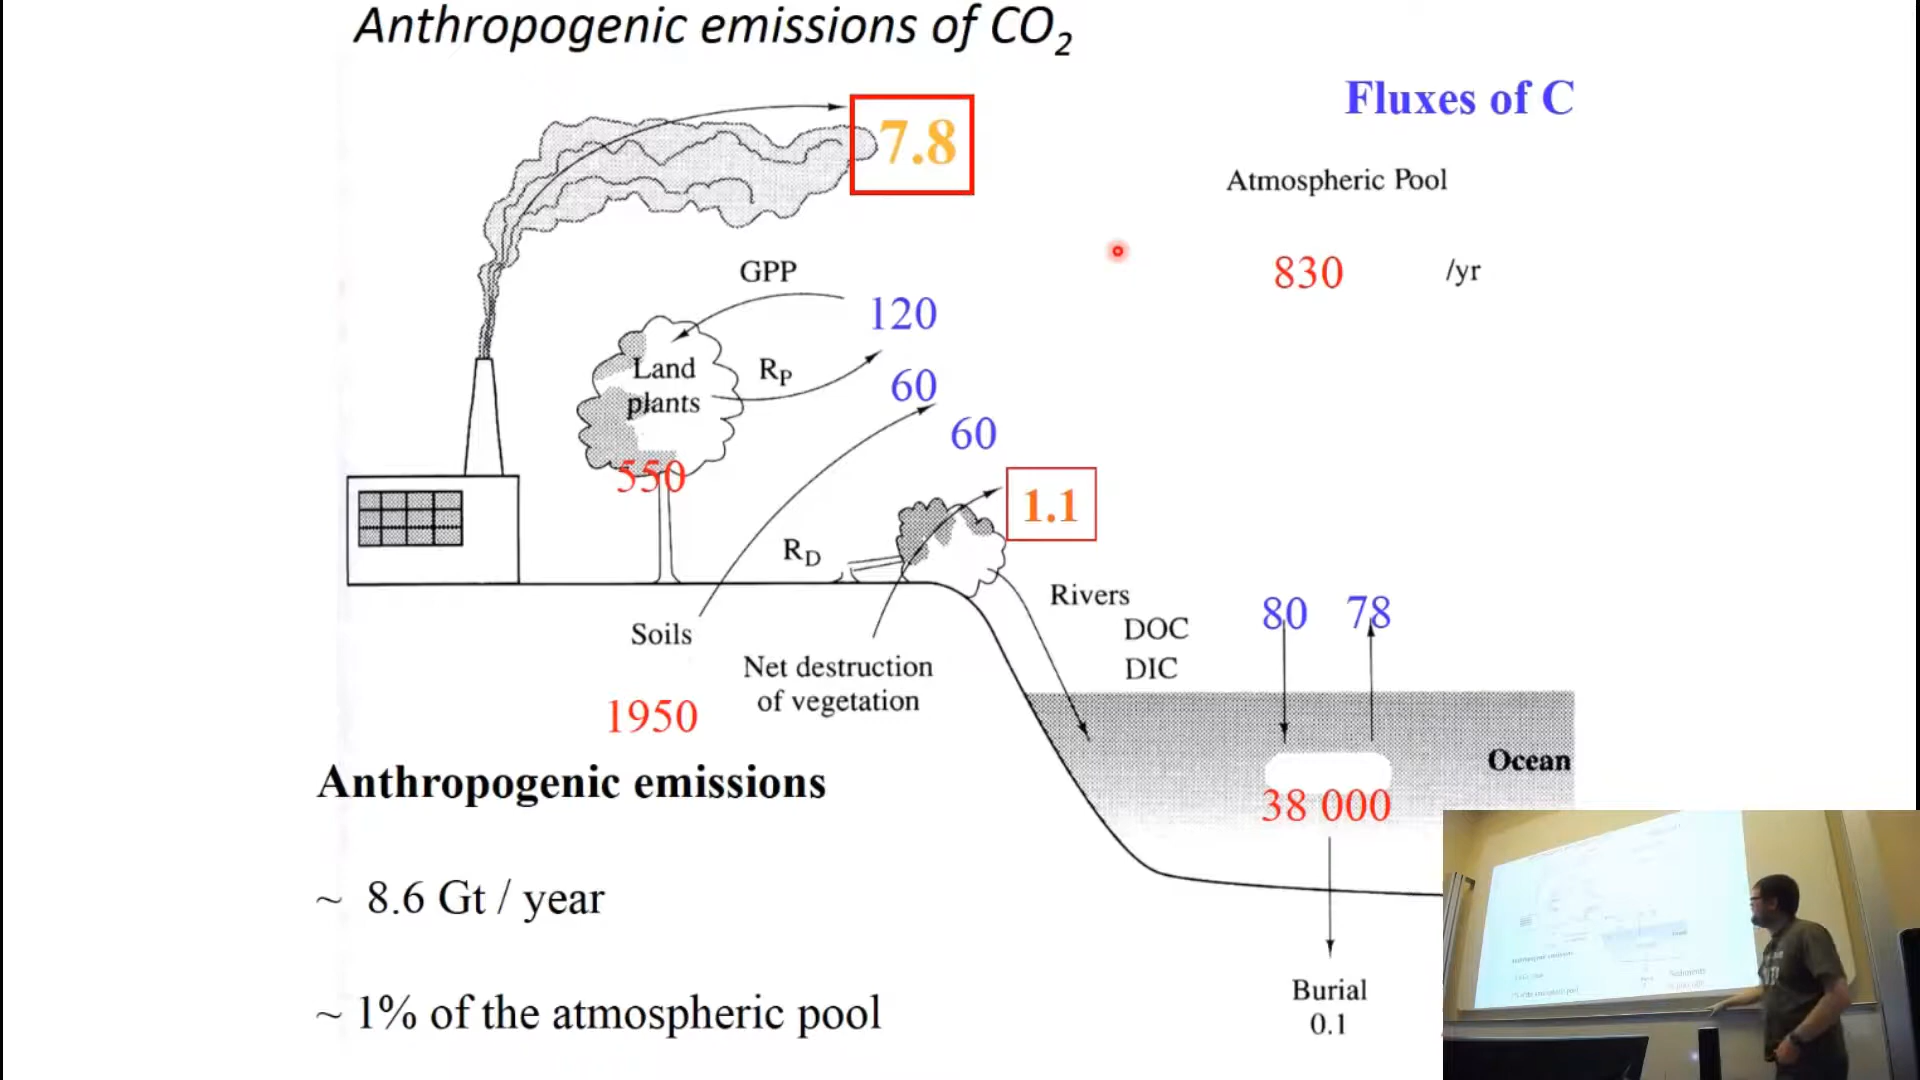 Anthropogenic emissions of CO2
Fluxes of C
7.8
Atmospheric Pool
830 /yr
GPP
120
Land
plants
RP
60
60
550
1.1
RD
Rivers
DOC
DIC
80 78
Soils
Net destruction
of vegetation
1950
Ocean
38 000
Anthropogenic emissions
~ 8.6 Gt / year
~ 1% of the atmospheric pool
Burial
0.1